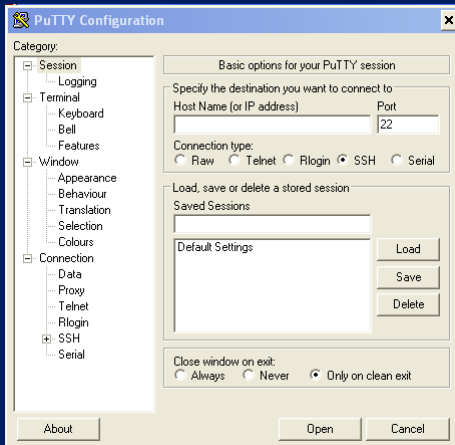 PuTTY Configuration
Category:
Session
Logging
Terminal
Keyboard
Bell
Features
Window
Appearance
Behaviour
Translation
Selection
Colours
Connection
Data
Proxy
Telnet
Rlogin
SSH
Serial
Basic options for your PuTTY session
Specify the destination you want to connect to
Host Name (or IP address) Port
22
Connection type:
Raw Telnet Rlogin SSH Serial
Load, save or delete a stored session
Saved Sessions
Default Settings
Load
Save
Delete
Close window on exit:
Always Never Only on clean exit
About Open Cancel